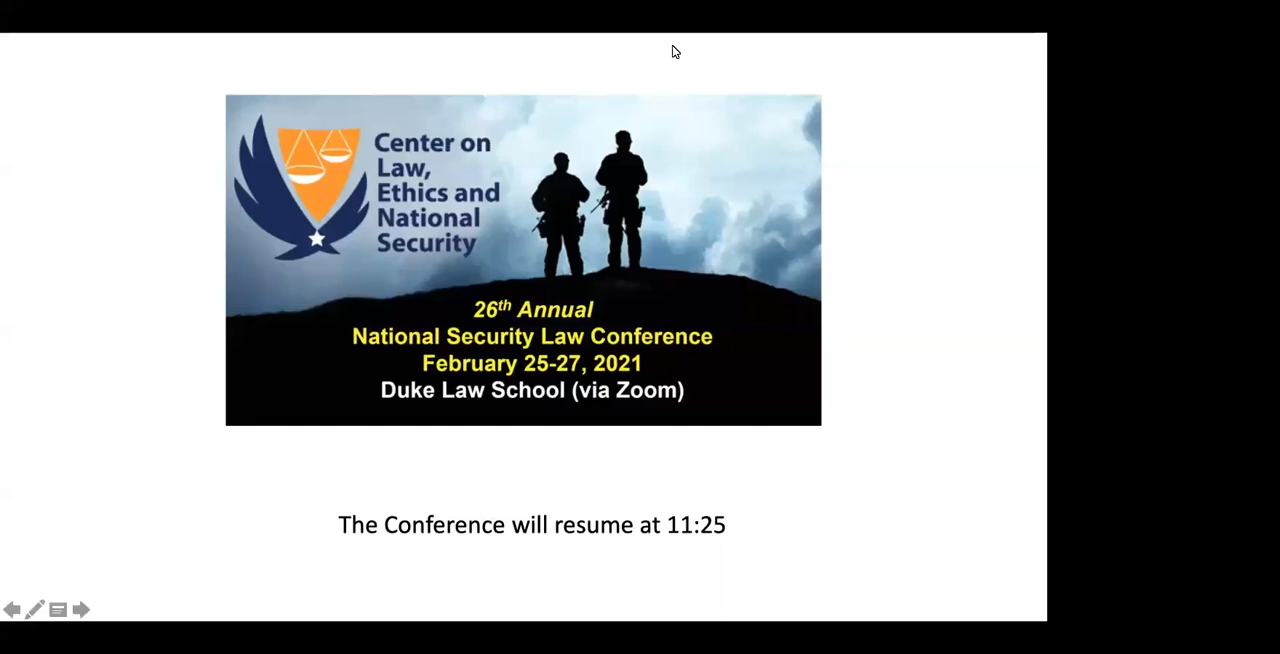 Center on
Law,
Ethics and
National
Security
26th Annual
National Security Law Conference
February 25-27, 2021
Duke Law School (via Zoom)
The Conference will resume at 11:25